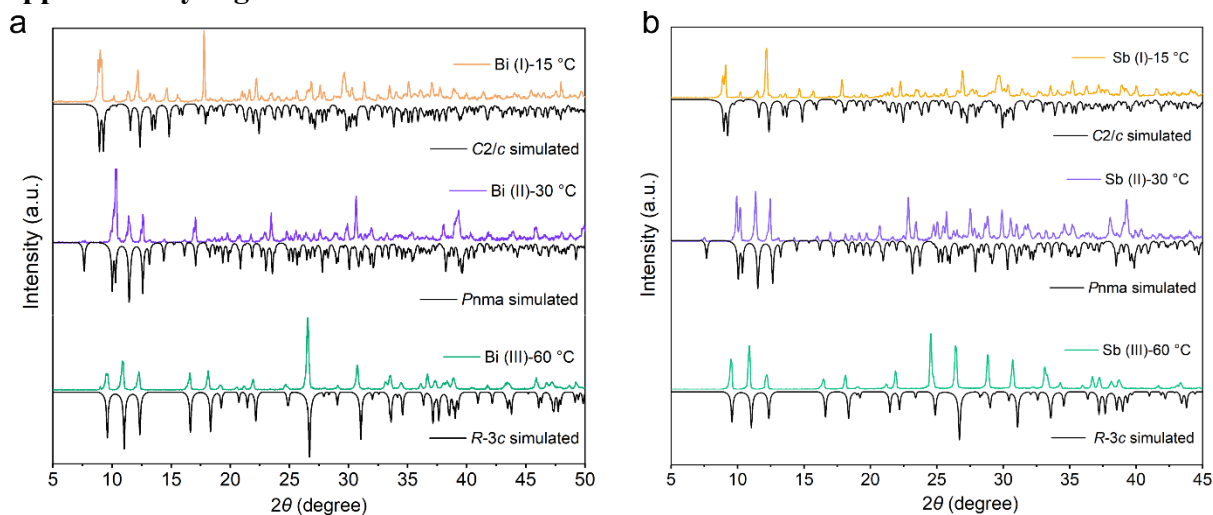 a
Intensity (a.u.)
Bi (I)-15 °C
C2/c simulated
Bi (II)-30 °C
Pnma simulated
Bi (III)-60 °C
R-3c simulated
5 10 15 20 25 30 35 40 45 50
2θ (degree)
b
Intensity (a.u.)
Sb (I)-15 °C
C2/c simulated
Sb (II)-30 °C
Pnma simulated
Sb (III)-60 °C
R-3c simulated
5 10 15 20 25 30 35 40 45
2θ (degree)